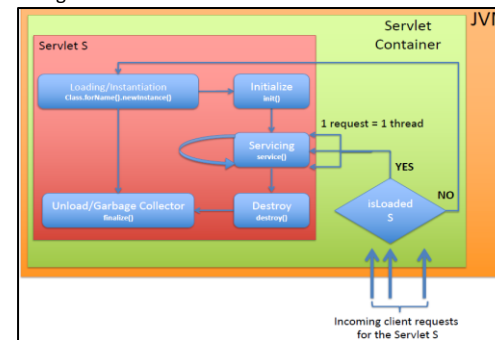 JVM
Servlet
Container
Servlet S
Loading/Instantiation
Class.forName().newInstance()
Initialize
init()
1 request = 1 thread
Servicing
service()
YES
NO
Unload/Garbage Collector
finalize()
Destroy
destroy()
isLoaded
S
Incoming client requests
for the Servlet S